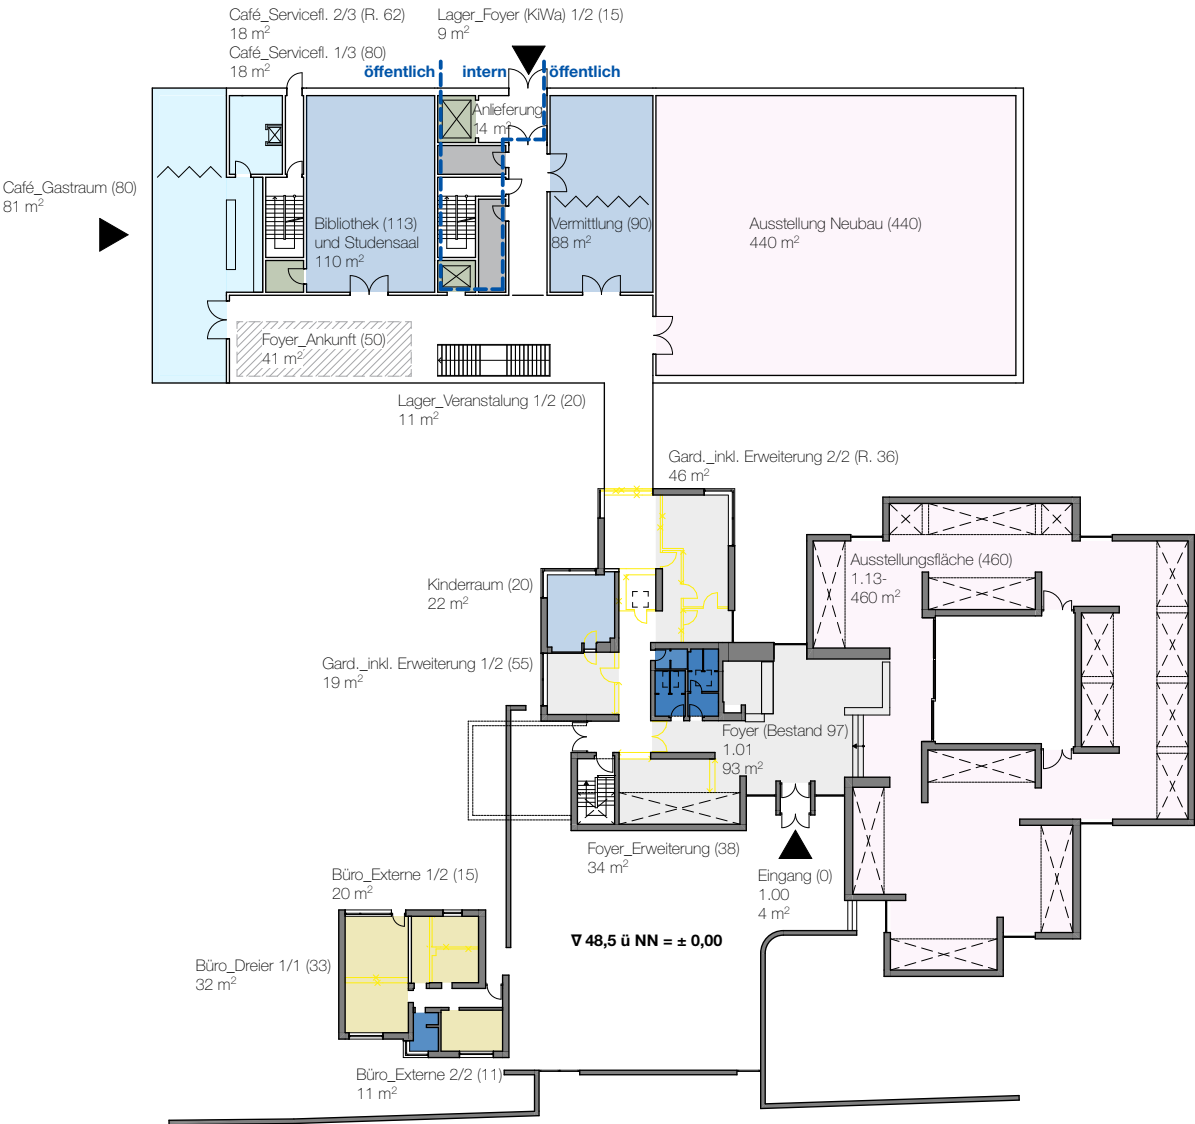 Café_Servicefl. 2/3 (R. 62)
18 m²
Café_Servicefl. 1/3 (80)
18 m²
Lager_Foyer (KiWa) 1/2 (15)
9 m²
öffentlich
intern
öffentlich
Anlieferung
14 m²
Café_Gastraum (80)
81 m²
Bibliothek (113)
und Studensaal
110 m²
Vermittlung (90)
88 m²
Ausstellung Neubau (440)
440 m²
Foyer_Ankunft (50)
41 m²
Lager_Veranstalung 1/2 (20)
11 m²
Gard._inkl. Erweiterung 2/2 (R. 36)
46 m²
Ausstellungsfläche (460)
1.13-
460 m²
Kinderraum (20)
22 m²
Gard._inkl. Erweiterung 1/2 (55)
19 m²
Foyer (Bestand 97)
1.01
93 m²
Foyer_Erweiterung (38)
34 m²
Eingang (0)
1.00
4 m²
Büro_Externe 1/2 (15)
20 m²
∇ 48,5 ü NN = ± 0,00
Büro_Dreier 1/1 (33)
32 m²
Büro_Externe 2/2 (11)
11 m²